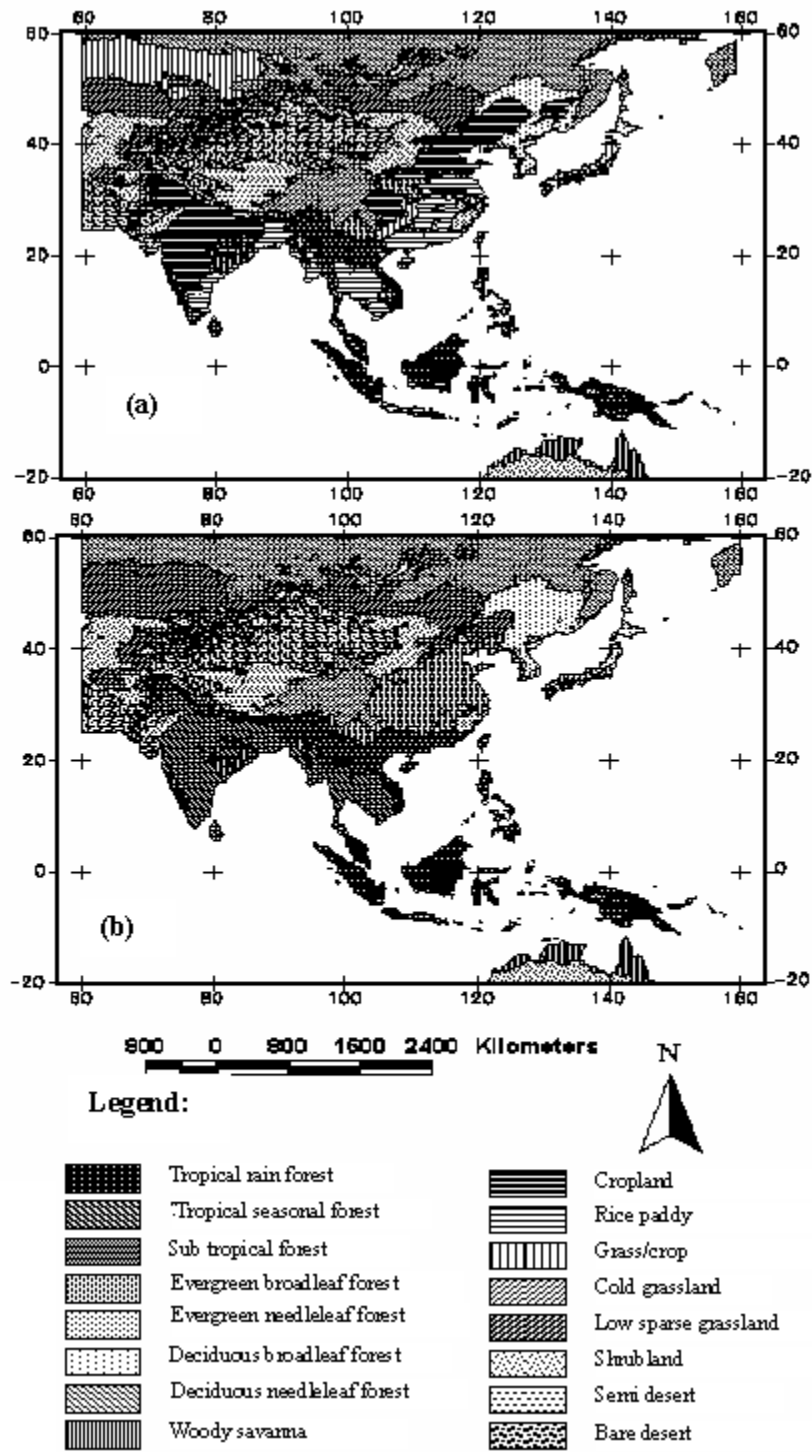 60 80 100 120 140 160
60 60
40 40
20 20
0 0
(a)
-20 -20
60 80 100 120 140 160
60 80 100 120 140 160
60 60
40 40
20 20
0 0
(b)
-20 -20
60 80 100 120 140 160
800 0 800 1600 2400 Kilometers
N
Legend:
Tropical rain forest
Tropical seasonal forest
Sub tropical forest
Evergreen broadleaf forest
Evergreen needleleaf forest
Deciduous broadleaf forest
Deciduous needleleaf forest
Woody savanna
Cropland
Rice paddy
Grass/crop
Cold grassland
Low sparse grassland
Shrub land
Semi desert
Bare desert